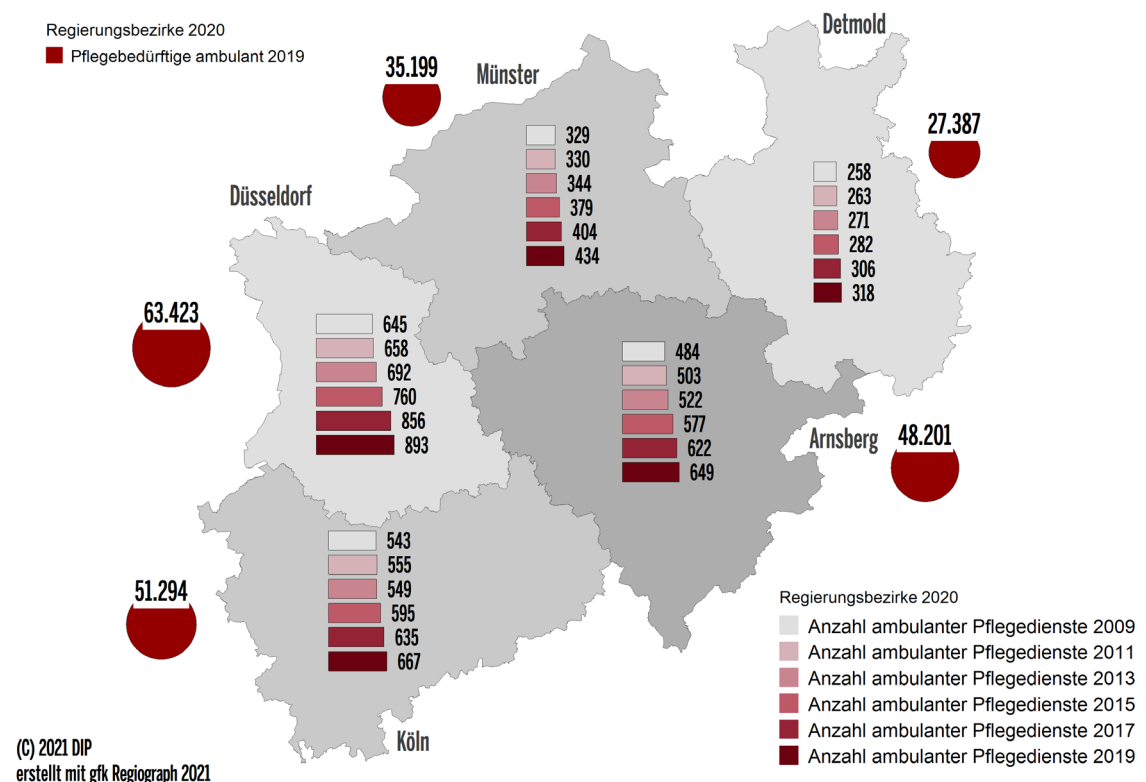 Regierungsbezirke 2020
Pflegebedürftige ambulant 2019
Detmold
27.387
258
263
271
282
306
318
Münster
35.199
329
330
344
379
404
434
Düsseldorf
63.423
645
658
692
760
856
893
Arnsberg
48.201
484
503
522
577
622
649
Köln
51.294
543
555
549
595
635
667
Regierungsbezirke 2020
Anzahl ambulanter Pflegedienste 2009
Anzahl ambulanter Pflegedienste 2011
Anzahl ambulanter Pflegedienste 2013
Anzahl ambulanter Pflegedienste 2015
Anzahl ambulanter Pflegedienste 2017
Anzahl ambulanter Pflegedienste 2019
(C) 2021 DIP
erstellt mit gfk Regiograph 2021